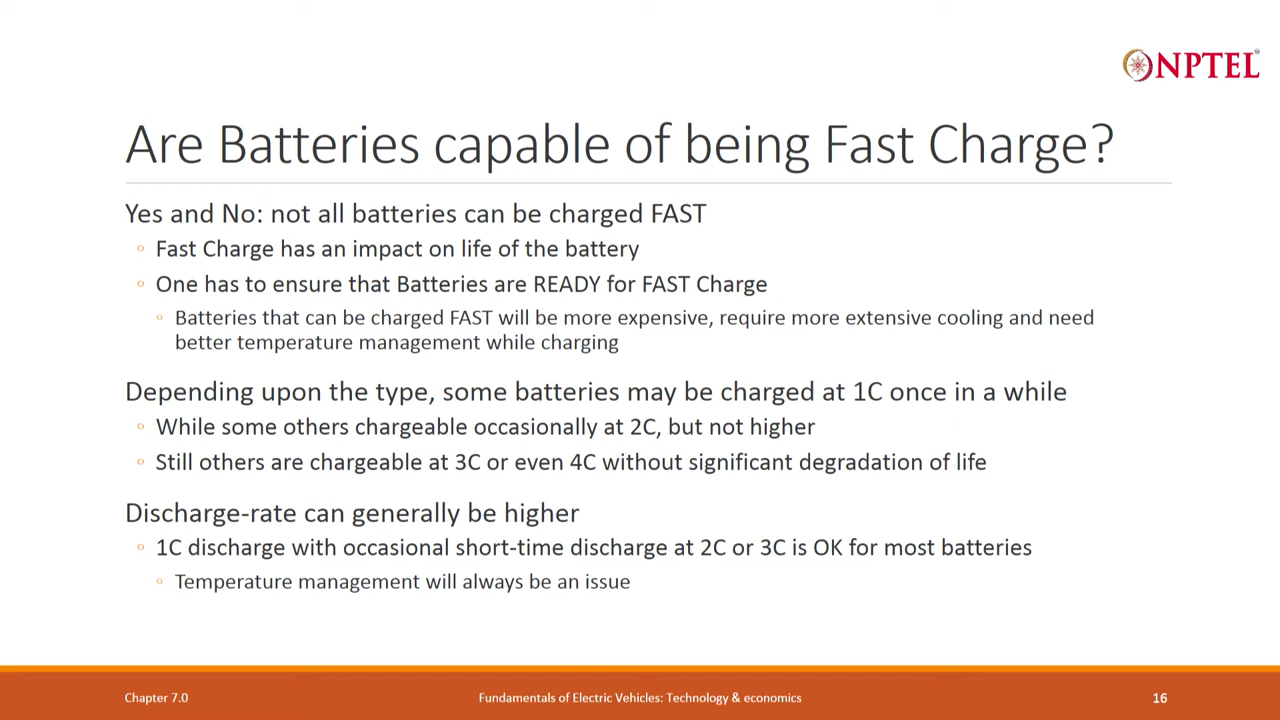 NPTEL
Are Batteries capable of being Fast Charge?
Yes and No: not all batteries can be charged FAST
Fast Charge has an impact on life of the battery
One has to ensure that Batteries are READY for FAST Charge
Batteries that can be charged FAST will be more expensive, require more extensive cooling and need
better temperature management while charging
Depending upon the type, some batteries may be charged at 1C once in a while
While some others chargeable occasionally at 2C, but not higher
Still others are chargeable at 3C or even 4C without significant degradation of life
Discharge-rate can generally be higher
1C discharge with occasional short-time discharge at 2C or 3C is OK for most batteries
Temperature management will always be an issue
Chapter 7.0
Fundamentals of Electric Vehicles: Technology & economics
16